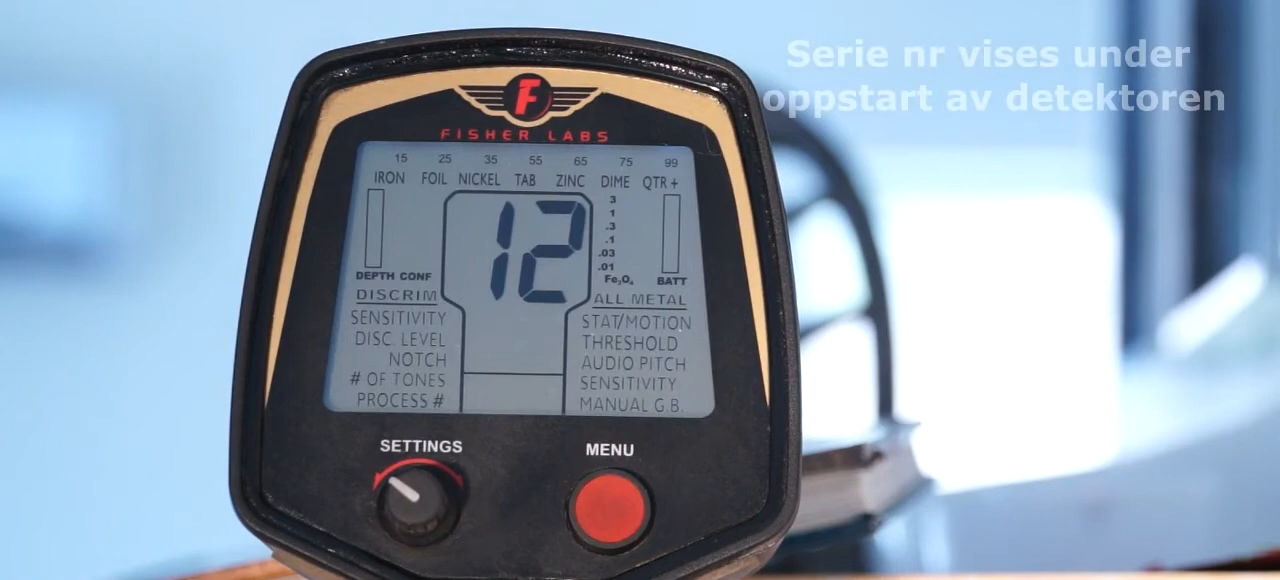 Serie nr vises under
oppstart av detektoren
F
FISHER LABS
15 25 35 55 65 75 99
IRON FOIL NICKEL TAB ZINC DIME QTR +
12
3
1
.3
.1
.03
.01
Fe₃O₄
DEPTH CONF
BATT
DISCRIM
SENSITIVITY
DISC. LEVEL
NOTCH
# OF TONES
PROCESS #
ALL METAL
STAT/MOTION
THRESHOLD
AUDIO PITCH
SENSITIVITY
MANUAL G.B.
SETTINGS
MENU